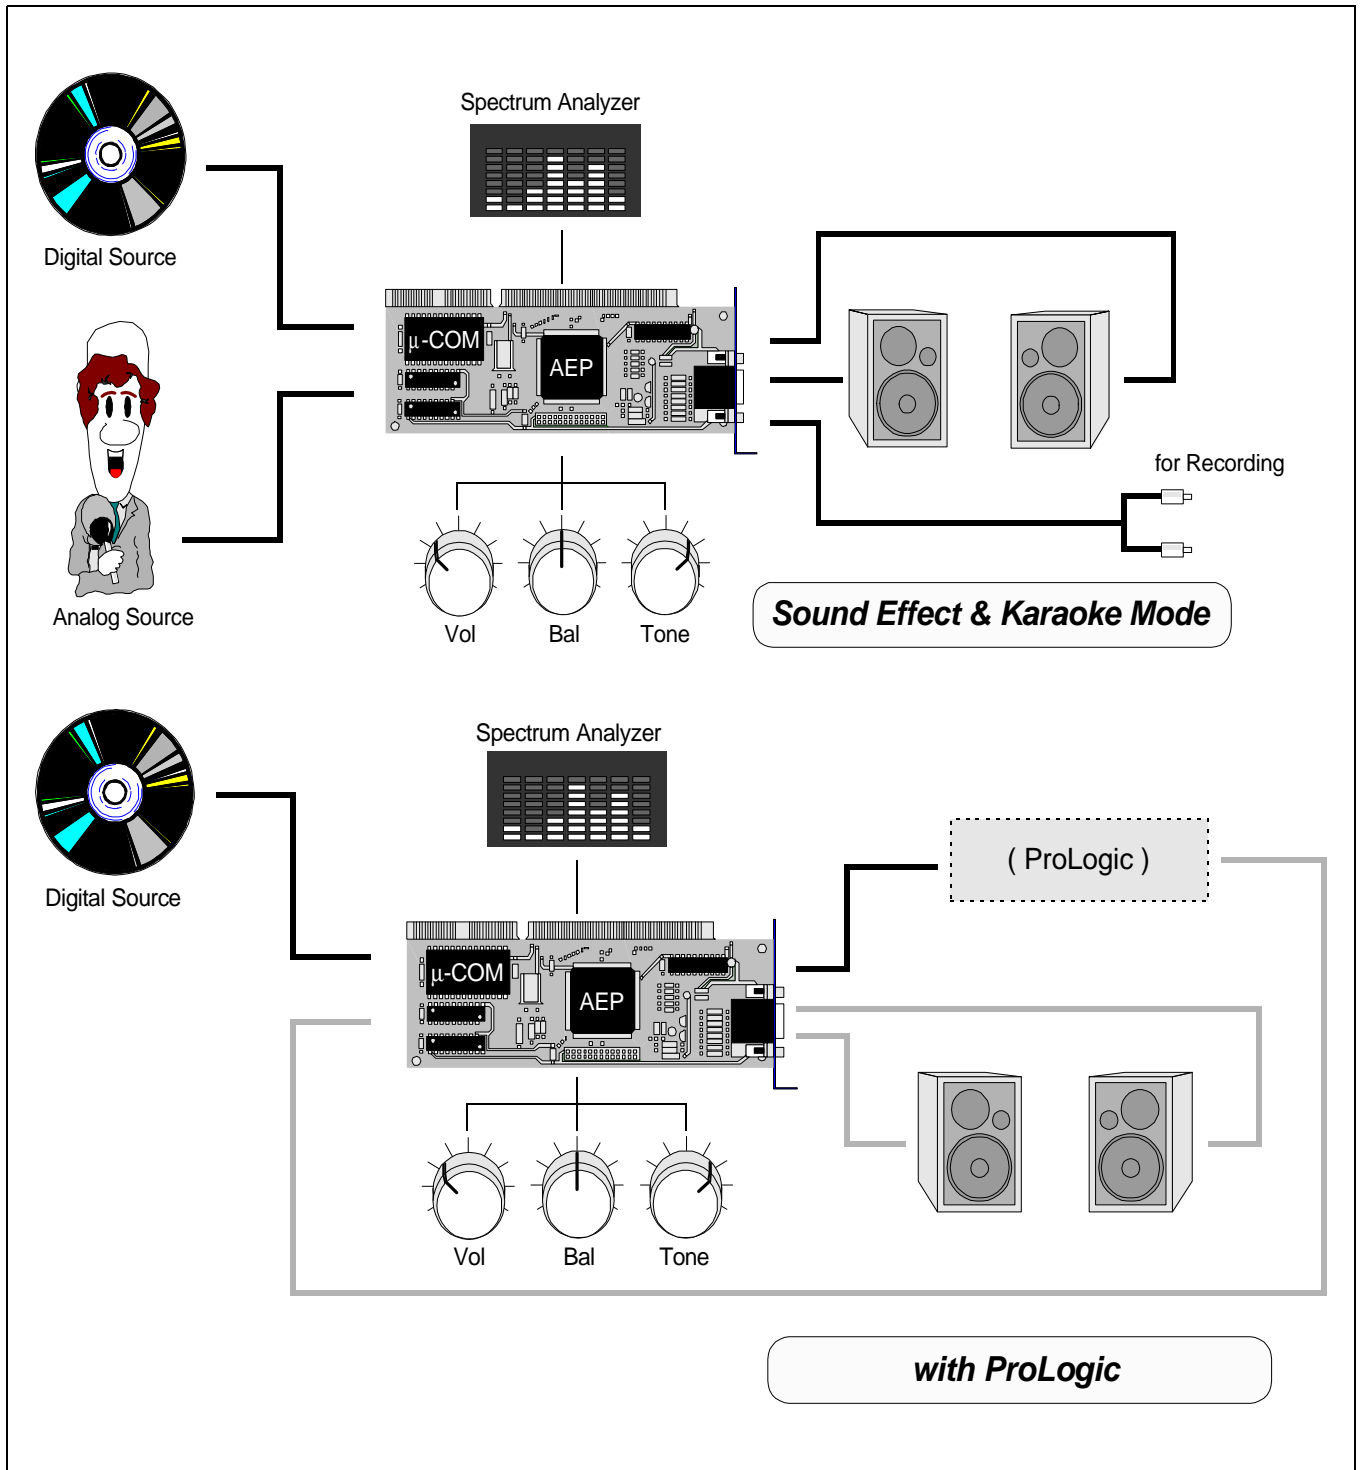 Spectrum Analyzer
Digital Source
μ-COM
AEP
for Recording
Analog Source
Vol
Bal
Tone
Sound Effect & Karaoke Mode
Spectrum Analyzer
( ProLogic )
Digital Source
μ-COM
AEP
Vol
Bal
Tone
with ProLogic